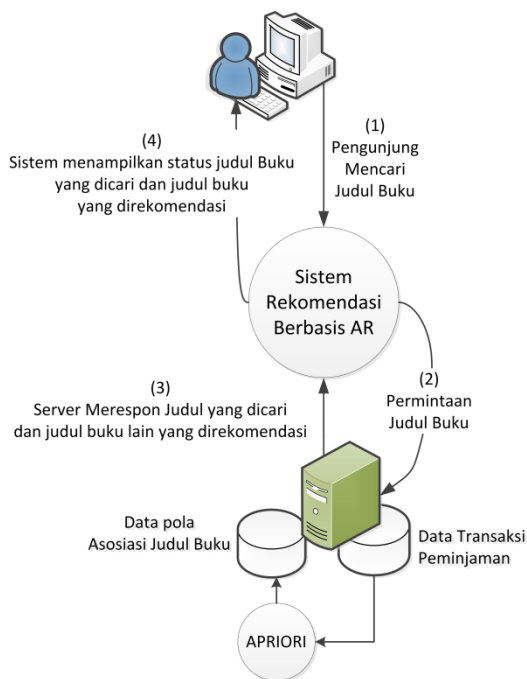 (4)
Sistem menampilkan status judul Buku
yang dicari dan judul buku
yang direkomendasi
(1)
Pengunjung
Mencari
Judul Buku
Sistem
Rekomendasi
Berbasis AR
(2)
Permintaan
Judul Buku
(3)
Server Merespon Judul yang dicari
dan judul buku lain yang direkomendasi
Data pola
Asosiasi Judul Buku
Data Transaksi
Peminjaman
APRIORI